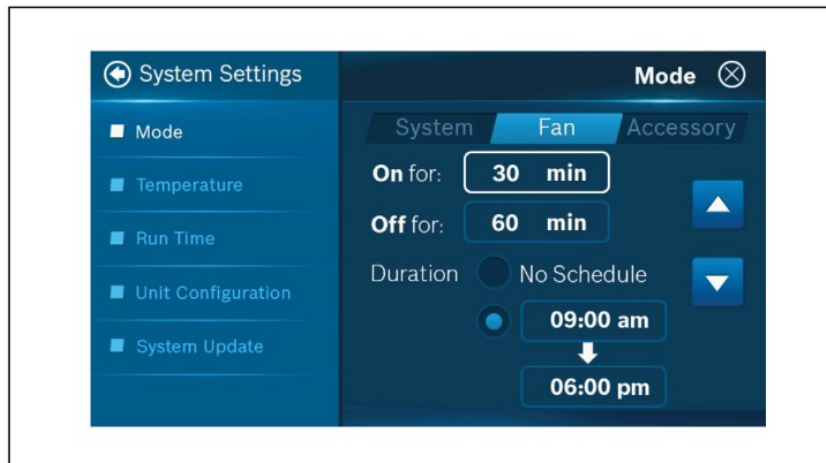 System Settings
Mode
Temperature
Run Time
Unit Configuration
System Update
Mode
System Fan Accessory
On for: 30 min
Off for: 60 min
Duration No Schedule
09:00 am
06:00 pm